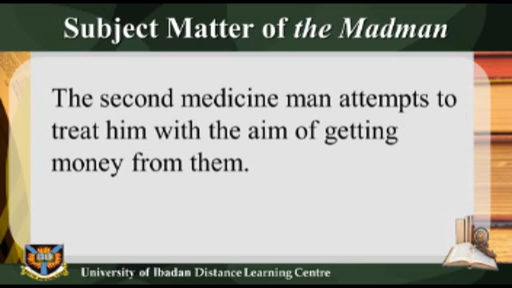 Subject Matter of the Madman
The second medicine man attempts to
treat him with the aim of getting
money from them.
University of Ibadan Distance Learning Centre